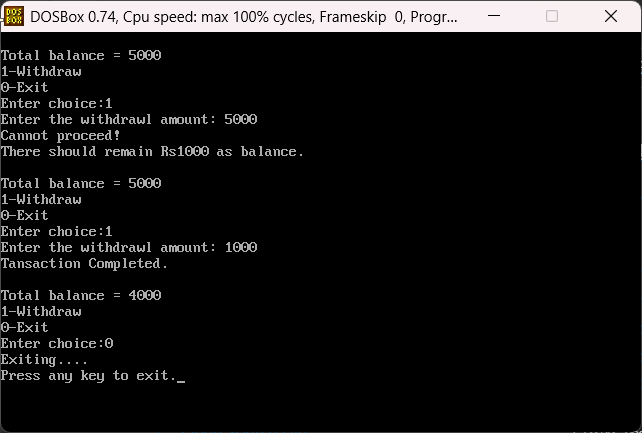 DOS BOX
DOSBox 0.74, Cpu speed: max 100% cycles, Frameskip 0, Progr...
Total balance = 5000
1-Withdraw
0-Exit
Enter choice:1
Enter the withdrawl amount: 5000
Cannot proceed!
There should remain Rs1000 as balance.
Total balance = 5000
1-Withdraw
0-Exit
Enter choice:1
Enter the withdrawl amount: 1000
Tansaction Completed.
Total balance = 4000
1-Withdraw
0-Exit
Enter choice:0
Exiting....
Press any key to exit._